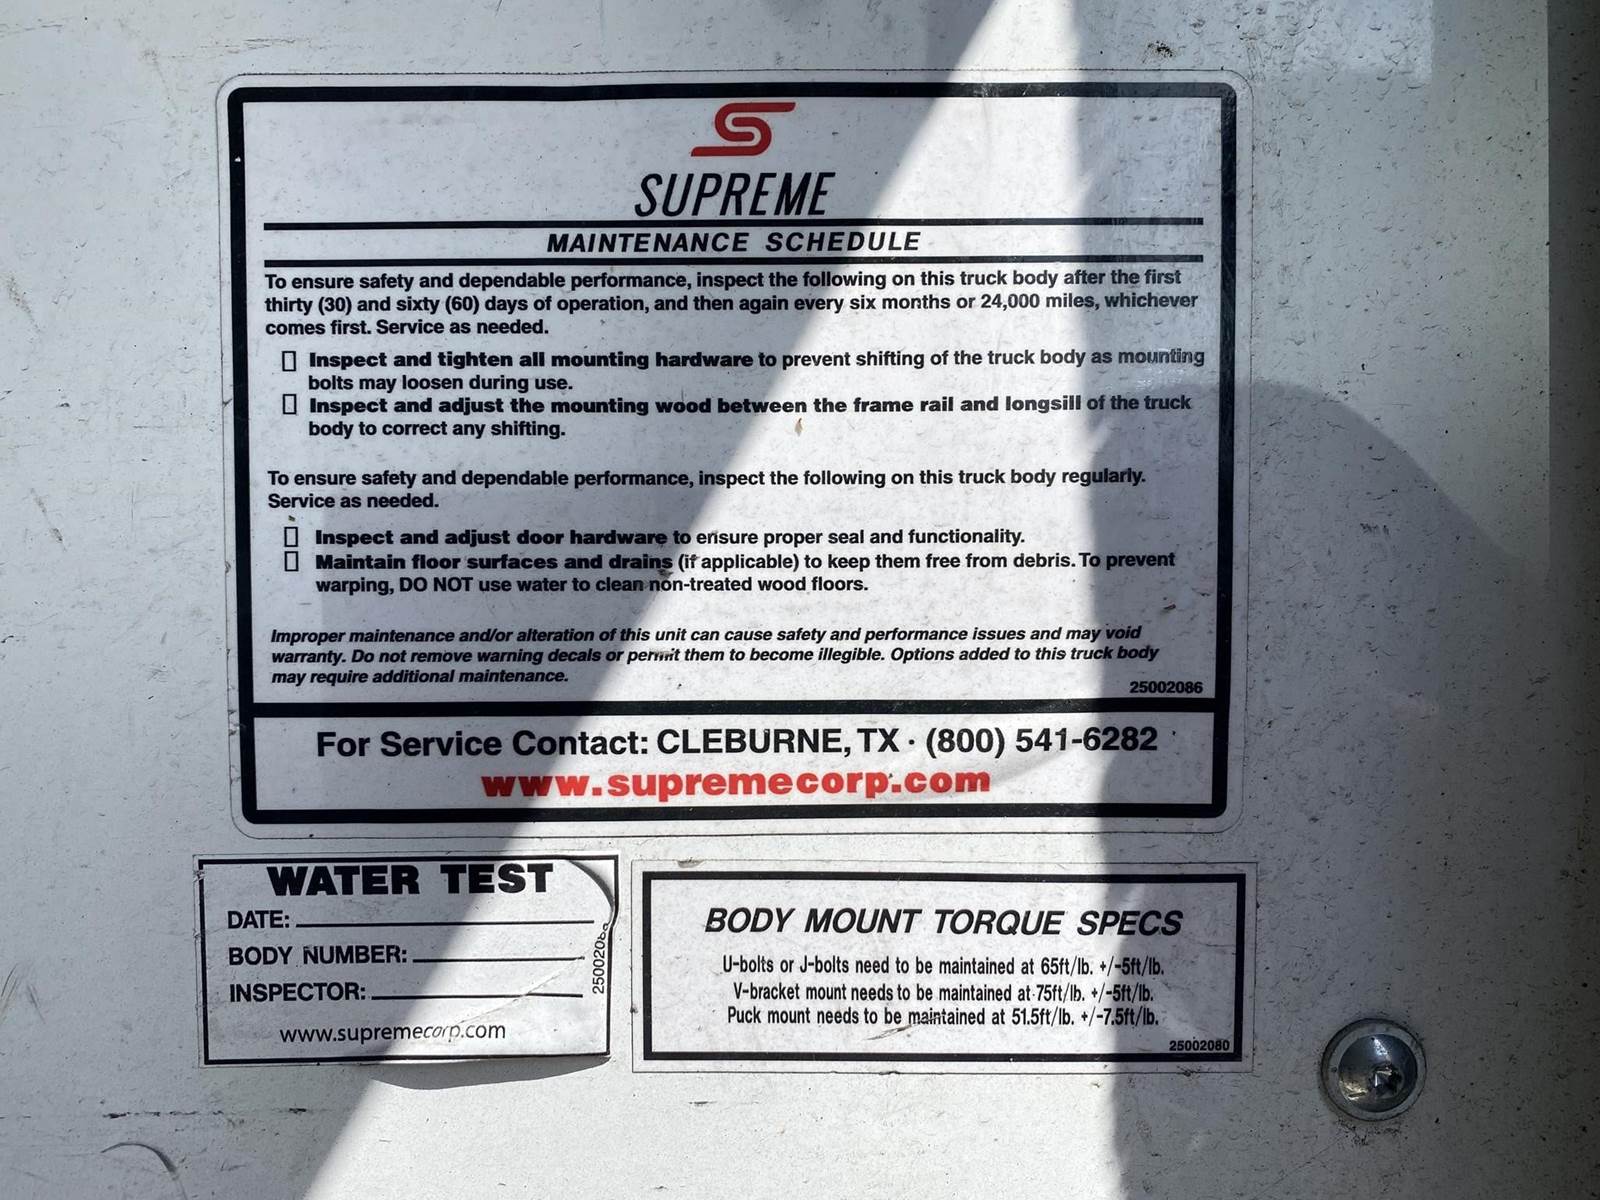 SUPREME
MAINTENANCE SCHEDULE
To ensure safety and dependable performance, inspect the following on this truck body after the first
thirty (30) and sixty (60) days of operation, and then again every six months or 24,000 miles, whichever
comes first. Service as needed.
Inspect and tighten all mounting hardware to prevent shifting of the truck body as mounting
bolts may loosen during use.
Inspect and adjust the mounting wood between the frame rail and longsill of the truck
body to correct any shifting.
To ensure safety and dependable performance, inspect the following on this truck body regularly.
Service as needed.
Inspect and adjust door hardware to ensure proper seal and functionality.
Maintain floor surfaces and drains (if applicable) to keep them free from debris. To prevent
warping, DO NOT use water to clean non-treated wood floors.
Improper maintenance and/or alteration of this unit can cause safety and performance issues and may void
warranty. Do not remove warning decals or permit them to become illegible. Options added to this truck body
may require additional maintenance.
25002086
For Service Contact: CLEBURNE, TX · (800) 541-6282
www.supremecorp.com
WATER TEST
DATE:
BODY NUMBER:
INSPECTOR:
www.supremecorp.com
BODY MOUNT TORQUE SPECS
U-bolts or J-bolts need to be maintained at 65ft/lb. +/-5ft/lb.
V-bracket mount needs to be maintained at 75ft/lb. +/-5ft/lb.
Puck mount needs to be maintained at 51.5ft/lb. +/-7.5ft/lb.
25002080